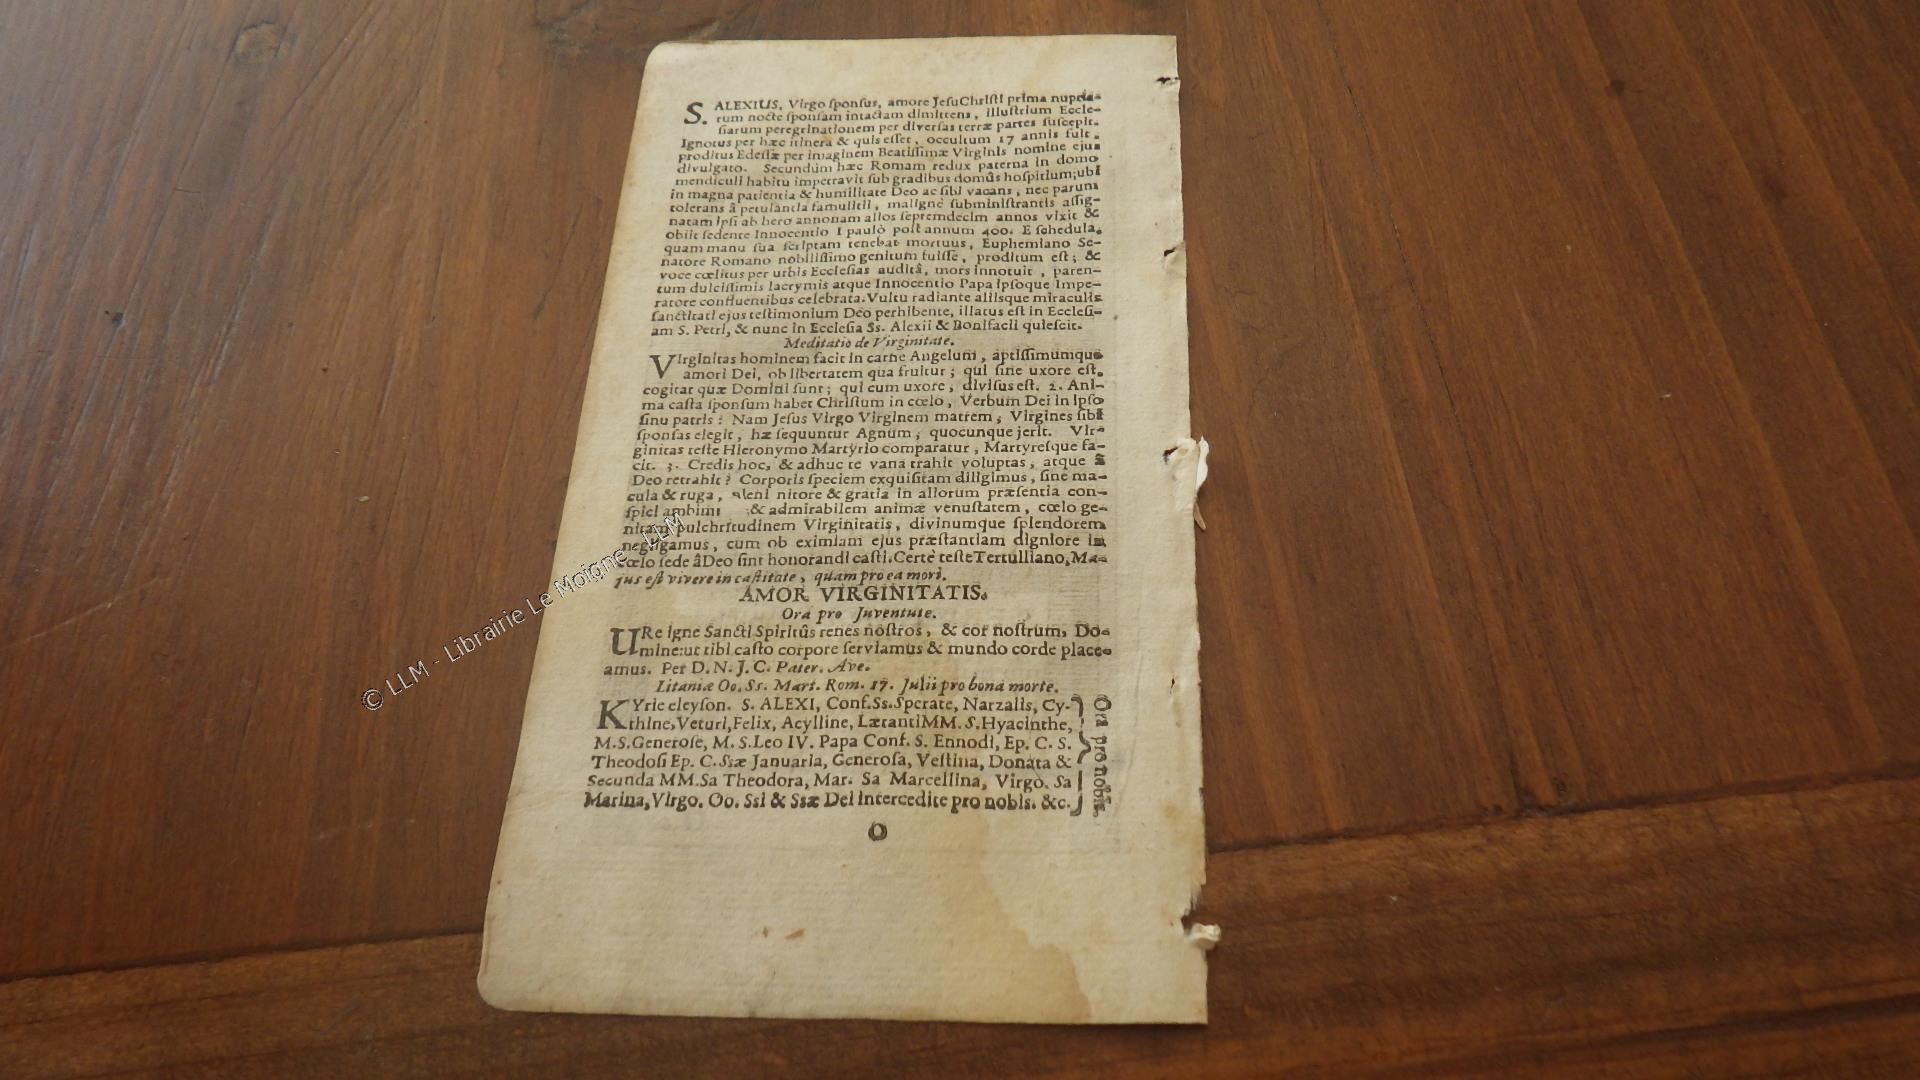 S. ALEXIUS, Virgo ſponſus, amore JeſuChriſti prima nuptia-
rum nocte ſponſam intactam dimittens, illuſtrium Eccle-
ſiarum peregrinationem per diverſas terræ partes ſuſcepit.
Ignotus per hæc itinera & quis eſſet, occultum 17 annis fuit.
proditus Edeſſæ per imaginem Beatiſſimæ Virginis nomine ejus
divulgato. Secundùm hæc Romam redux paterna in domo
mendiculi habitu impetravit ſub gradibus domûs hoſpitium;ubi
in magna patientia & humilitate Deo ac ſibi vacans, nec parum
tolerans â petulantia famulitii, malignè ſubminiſtrantis aſſig-
natam ipſi ab hero annonam alios ſeptemdecim annos vixit &
obiit ſedente Innocentio I paulò poſt annum 400. E ſchedula,
quam manu ſua ſcriptam tenebat mortuus, Euphemiano Se-
natore Romano nobiliſſimo genitum fuiſſe, proditum eſt; &
voce cœlitus per urbis Eccleſias auditâ, mors innotuit, paren-
tum dulciſſimis lacrymis atque Innocentio Papa ipſoque Impe-
ratore confluentibus celebrata. Vultu radiante aliisque miraculis
ſanctitati ejus teſtimonium Deo perhibente, illatus eſt in Eccleſi-
am S. Petri, & nunc in Eccleſia Ss. Alexii & Bonifacii quieſcit.
Meditatio de Virginitate.
VIrginitas hominem facit in carne Angelum, aptiſſimumque
amori Dei, ob libertatem qua fruitur; qui ſine uxore eſt,
cogitat quæ Domini ſunt; qui cum uxore, diviſus eſt. 2. Ani-
ma caſta ſponſum habet Chriſtum in cœlo, Verbum Dei in ipſo
ſinu patris: Nam Jeſus Virgo Virginem matrem, Virgines ſibi
ſponſas elegit, hæ ſequuntur Agnum, quocunque jerit. Vir-
ginitas teſte Hieronymo Martyrio comparatur, Martyreſque fa-
cit. 3. Credis hoc, & adhuc te vana trahit voluptas, atque à
Deo retrahit? Corporis ſpeciem exquiſitam diligimus, ſine ma-
cula & ruga, pleni nitore & gratia in aliorum præſentia con-
ſpici ambimus; & admirabilem animæ venuſtatem, cœlo ge-
nitam pulchritudinem Virginitatis, divinumque ſplendorem
negligamus, cum ob eximiam ejus præſtantiam digniore in
cœlo ſede âDeo ſint honorandi caſti. Certè teſte Tertulliano, Ma-
jus eſt vivere in caſtitate, quam pro ea mori.
AMOR VIRGINITATIS.
Ora pro Juventute.
URe igne Sancti Spiritûs renes noſtros, & cor noſtrum, Do-
mine:ut tibi caſto corpore ſerviamus & mundo corde place-
amus. Per D. N. J. C. Pater. Ave.
Litaniæ Oo. Ss. Mart. Rom. 17. Julii pro bona morte.
KYrie eleyſon. S. ALEXI, Conf.Ss.Sperate, Narzalis, Cy-
thine,Veturi,Felix, Acylline, LætantiMM. S.Hyacinthe,
M.S.Generoſe, M. S.Leo IV. Papa Conf. S. Ennodi, Ep. C. S.
Theodoſi Ep. C.Ssæ Januaria, Generoſa, Veſtina, Donata &
Secunda MM.Sa Theodora, Mar. Sa Marcellina, Virgo. Sa
Marina,Virgo. Oo. Ssi & Ssæ Dei intercedite pro nobis. &c.
Ora pro nobis.
O
© LLM - Librairie Le Moigne - LLM